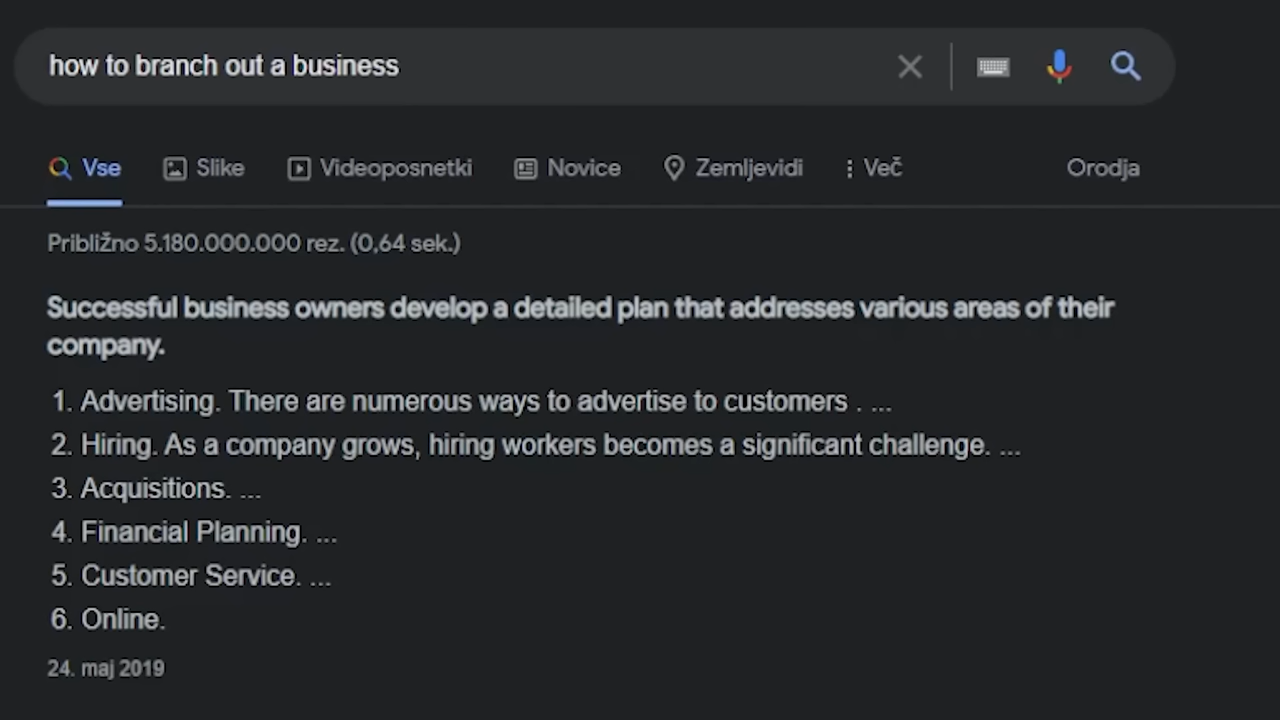 how to branch out a business
Vse Slike Videoposnetki Novice Zemljevidi Več Orodja
Približno 5.180.000.000 rez. (0,64 sek.)
Successful business owners develop a detailed plan that addresses various areas of their
company.
1. Advertising. There are numerous ways to advertise to customers . ...
2. Hiring. As a company grows, hiring workers becomes a significant challenge. ...
3. Acquisitions. ...
4. Financial Planning. ...
5. Customer Service. ...
6. Online.
24. maj 2019